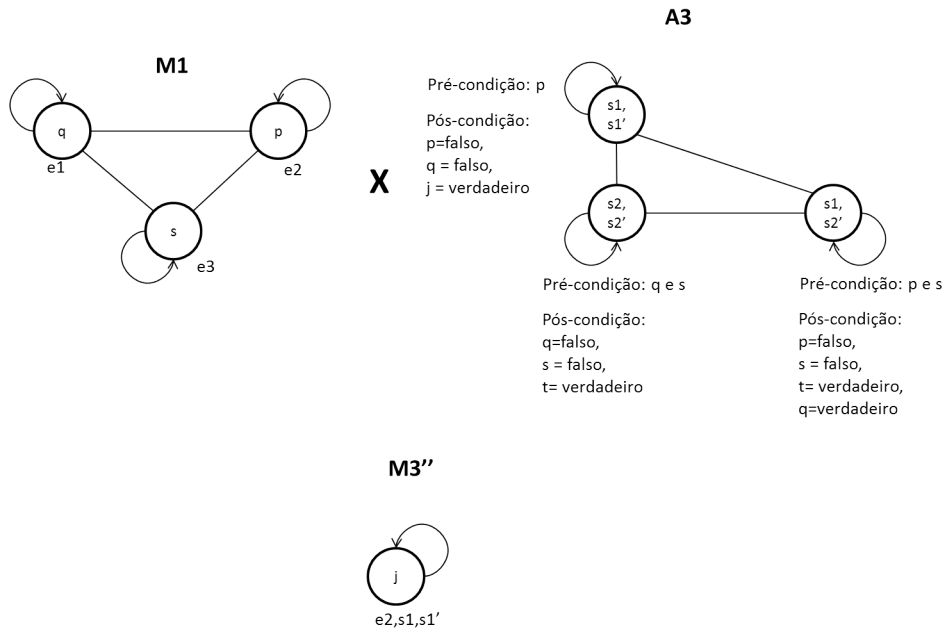 A3
M1
Pré-condição: p
Pós-condição:
p=falso,
q = falso,
j = verdadeiro
q
e1
p
e2
s
e3
X
s1,
s1’
s2,
s2’
s1,
s2’
Pré-condição: q e s
Pós-condição:
q=falso,
s = falso,
t= verdadeiro
Pré-condição: p e s
Pós-condição:
p=falso,
s = falso,
t= verdadeiro,
q=verdadeiro
M3’’
j
e2,s1,s1’